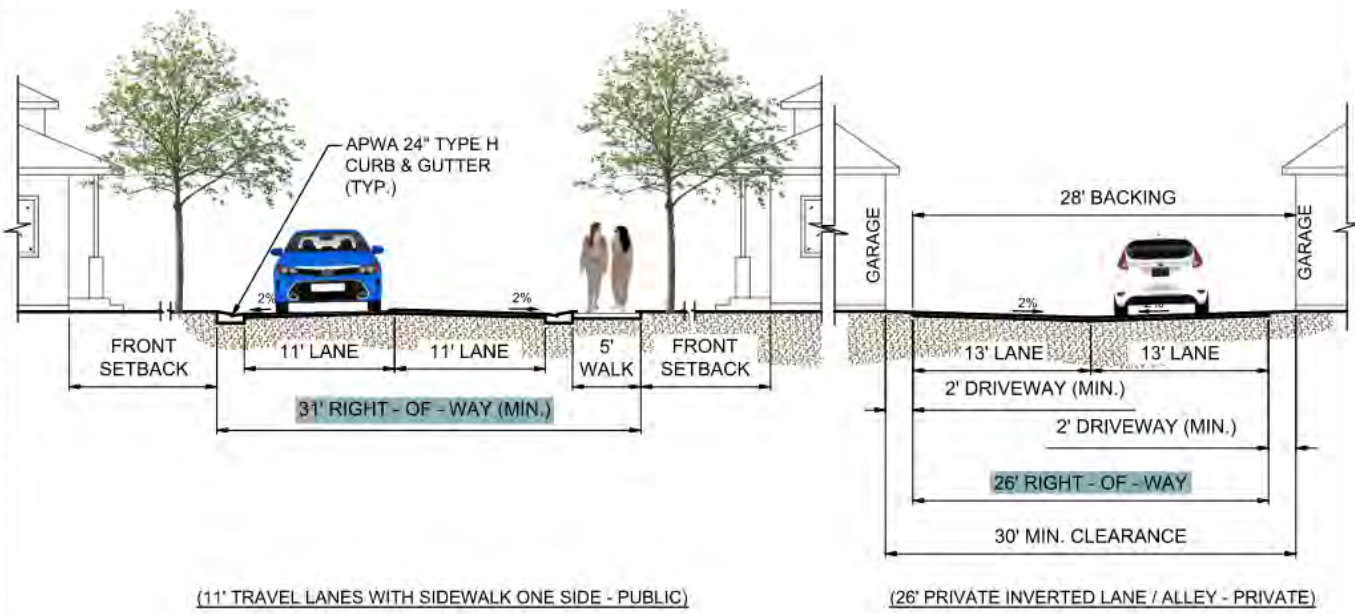 APWA 24" TYPE H
CURB & GUTTER
(TYP.)
2%
2%
FRONT
SETBACK
11' LANE
11' LANE
5'
WALK
FRONT
SETBACK
31' RIGHT - OF - WAY (MIN.)
(11' TRAVEL LANES WITH SIDEWALK ONE SIDE - PUBLIC)
28' BACKING
GARAGE
GARAGE
2%
13' LANE
13' LANE
2' DRIVEWAY (MIN.)
2' DRIVEWAY (MIN.)
26' RIGHT - OF - WAY
30' MIN. CLEARANCE
(26' PRIVATE INVERTED LANE / ALLEY - PRIVATE)